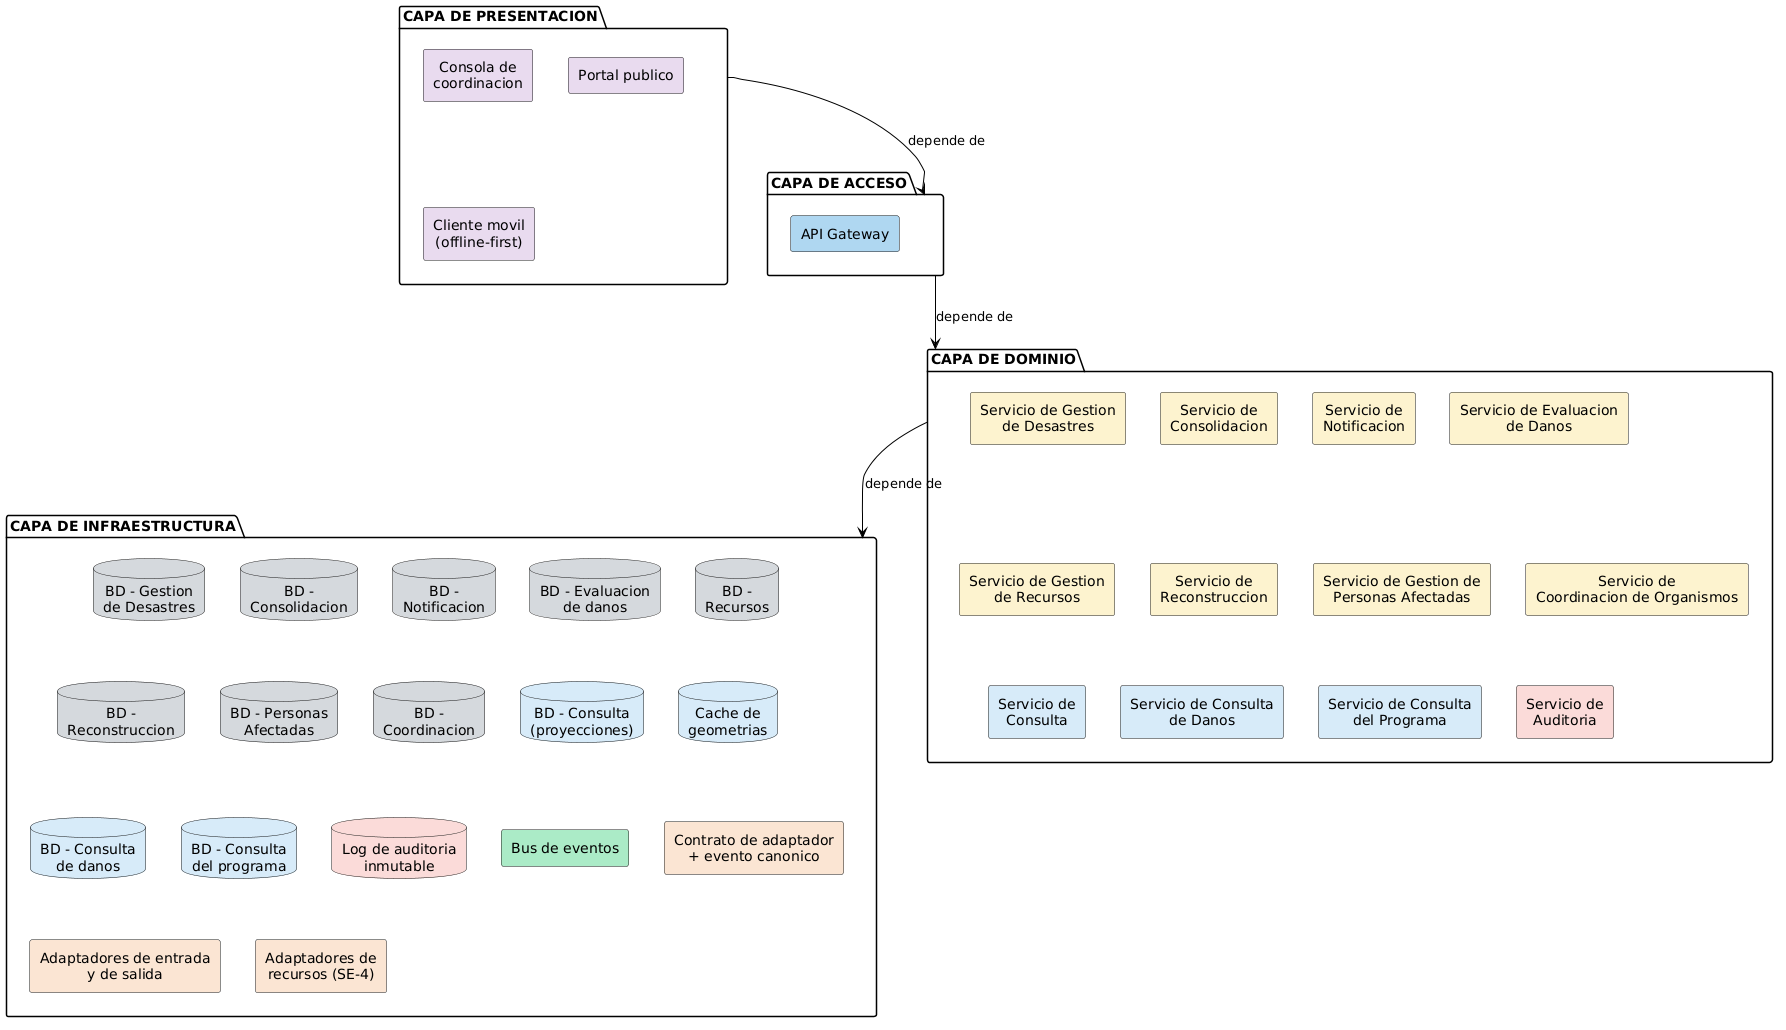 CAPA DE PRESENTACION
Consola de
coordinacion
Portal publico
Cliente movil
(offline-first)
depende de
CAPA DE ACCESO
API Gateway
depende de
CAPA DE DOMINIO
Servicio de Gestion
de Desastres
Servicio de
Consolidacion
Servicio de
Notificacion
Servicio de Evaluacion
de Danos
Servicio de Gestion
de Recursos
Servicio de
Reconstruccion
Servicio de Gestion de
Personas Afectadas
Servicio de
Coordinacion de Organismos
Servicio de
Consulta
Servicio de Consulta
de Danos
Servicio de Consulta
del Programa
Servicio de
Auditoria
depende de
CAPA DE INFRAESTRUCTURA
BD - Gestion
de Desastres
BD -
Consolidacion
BD -
Notificacion
BD - Evaluacion
de danos
BD -
Recursos
BD -
Reconstruccion
BD - Personas
Afectadas
BD -
Coordinacion
BD - Consulta
(proyecciones)
Cache de
geometrias
BD - Consulta
de danos
BD - Consulta
del programa
Log de auditoria
inmutable
Bus de eventos
Contrato de adaptador
+ evento canonico
Adaptadores de entrada
y de salida
Adaptadores de
recursos (SE-4)